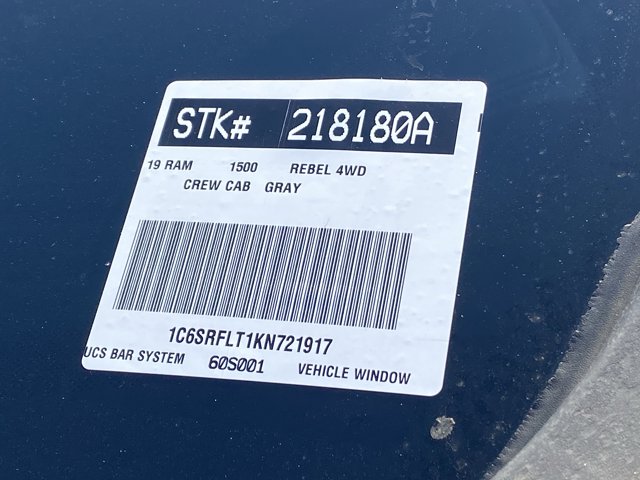 STK# 218180A
19 RAM 1500 REBEL 4WD
CREW CAB GRAY
1C6SRFLT1KN721917
UCS BAR SYSTEM 60S001 VEHICLE WINDOW